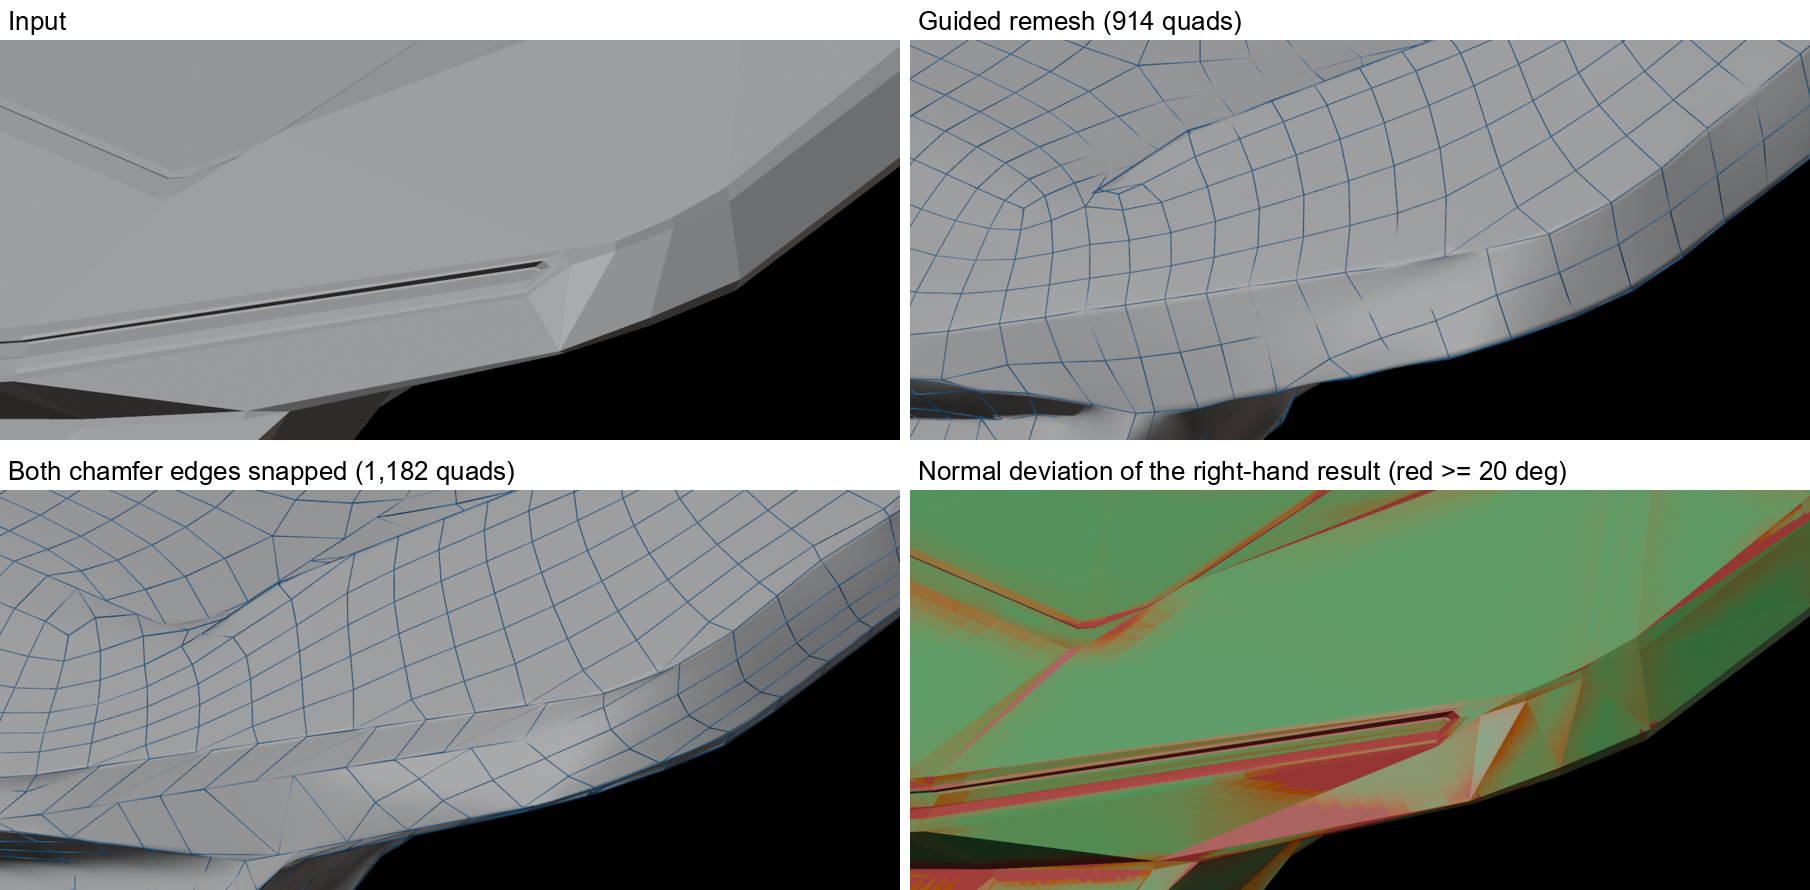 Input
Guided remesh (914 quads)
Both chamfer edges snapped (1,182 quads)
Normal deviation of the right-hand result (red >= 20 deg)